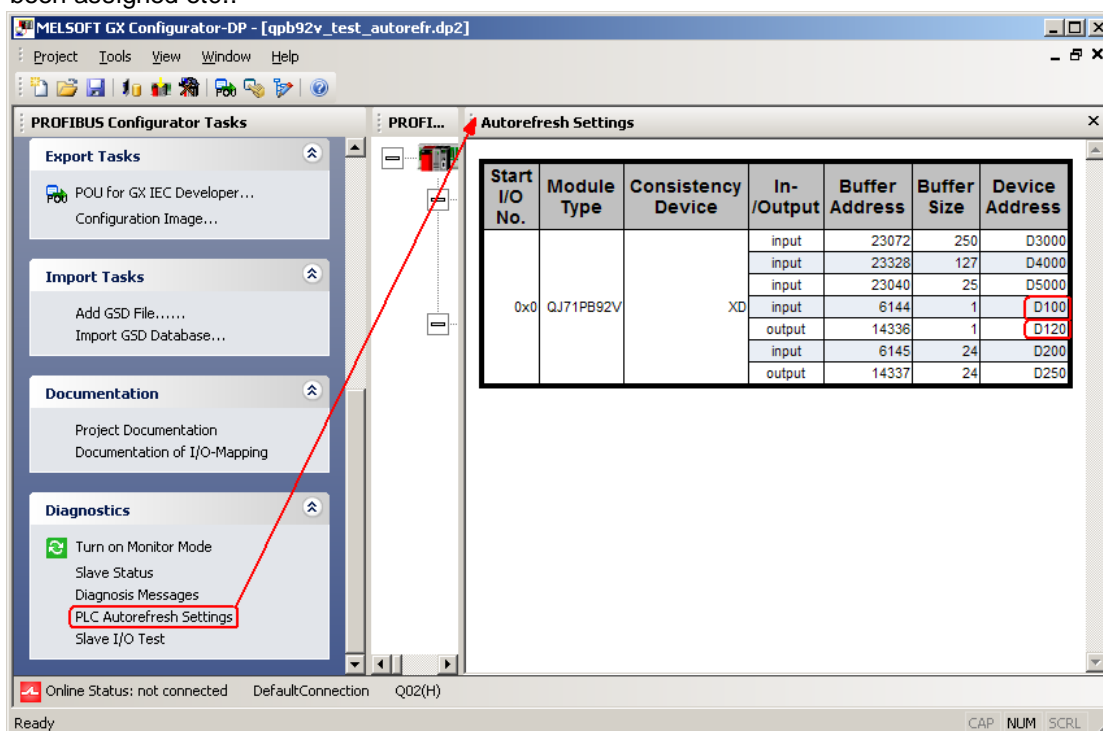 been assigned etc..
MELSOFT GX Configurator-DP - [qpb92v_test_autorefr.dp2]
Project Tools View Window Help
PROFIBUS Configurator Tasks
Export Tasks
POU for GX IEC Developer...
Configuration Image...
Import Tasks
Add GSD File......
Import GSD Database...
Documentation
Project Documentation
Documentation of I/O-Mapping
Diagnostics
Turn on Monitor Mode
Slave Status
Diagnosis Messages
PLC Autorefresh Settings
Slave I/O Test
PROFI...
Autorefresh Settings
Start I/O No. Module Type Consistency Device In-/Output Buffer Address Buffer Size Device Address
input 23072 250 D3000
input 23328 127 D4000
input 23040 25 D5000
0x0 QJ71PB92V XD input 6144 1 D100
output 14336 1 D120
input 6145 24 D200
output 14337 24 D250
Online Status: not connected DefaultConnection Q02(H)
Ready CAP NUM SCRL